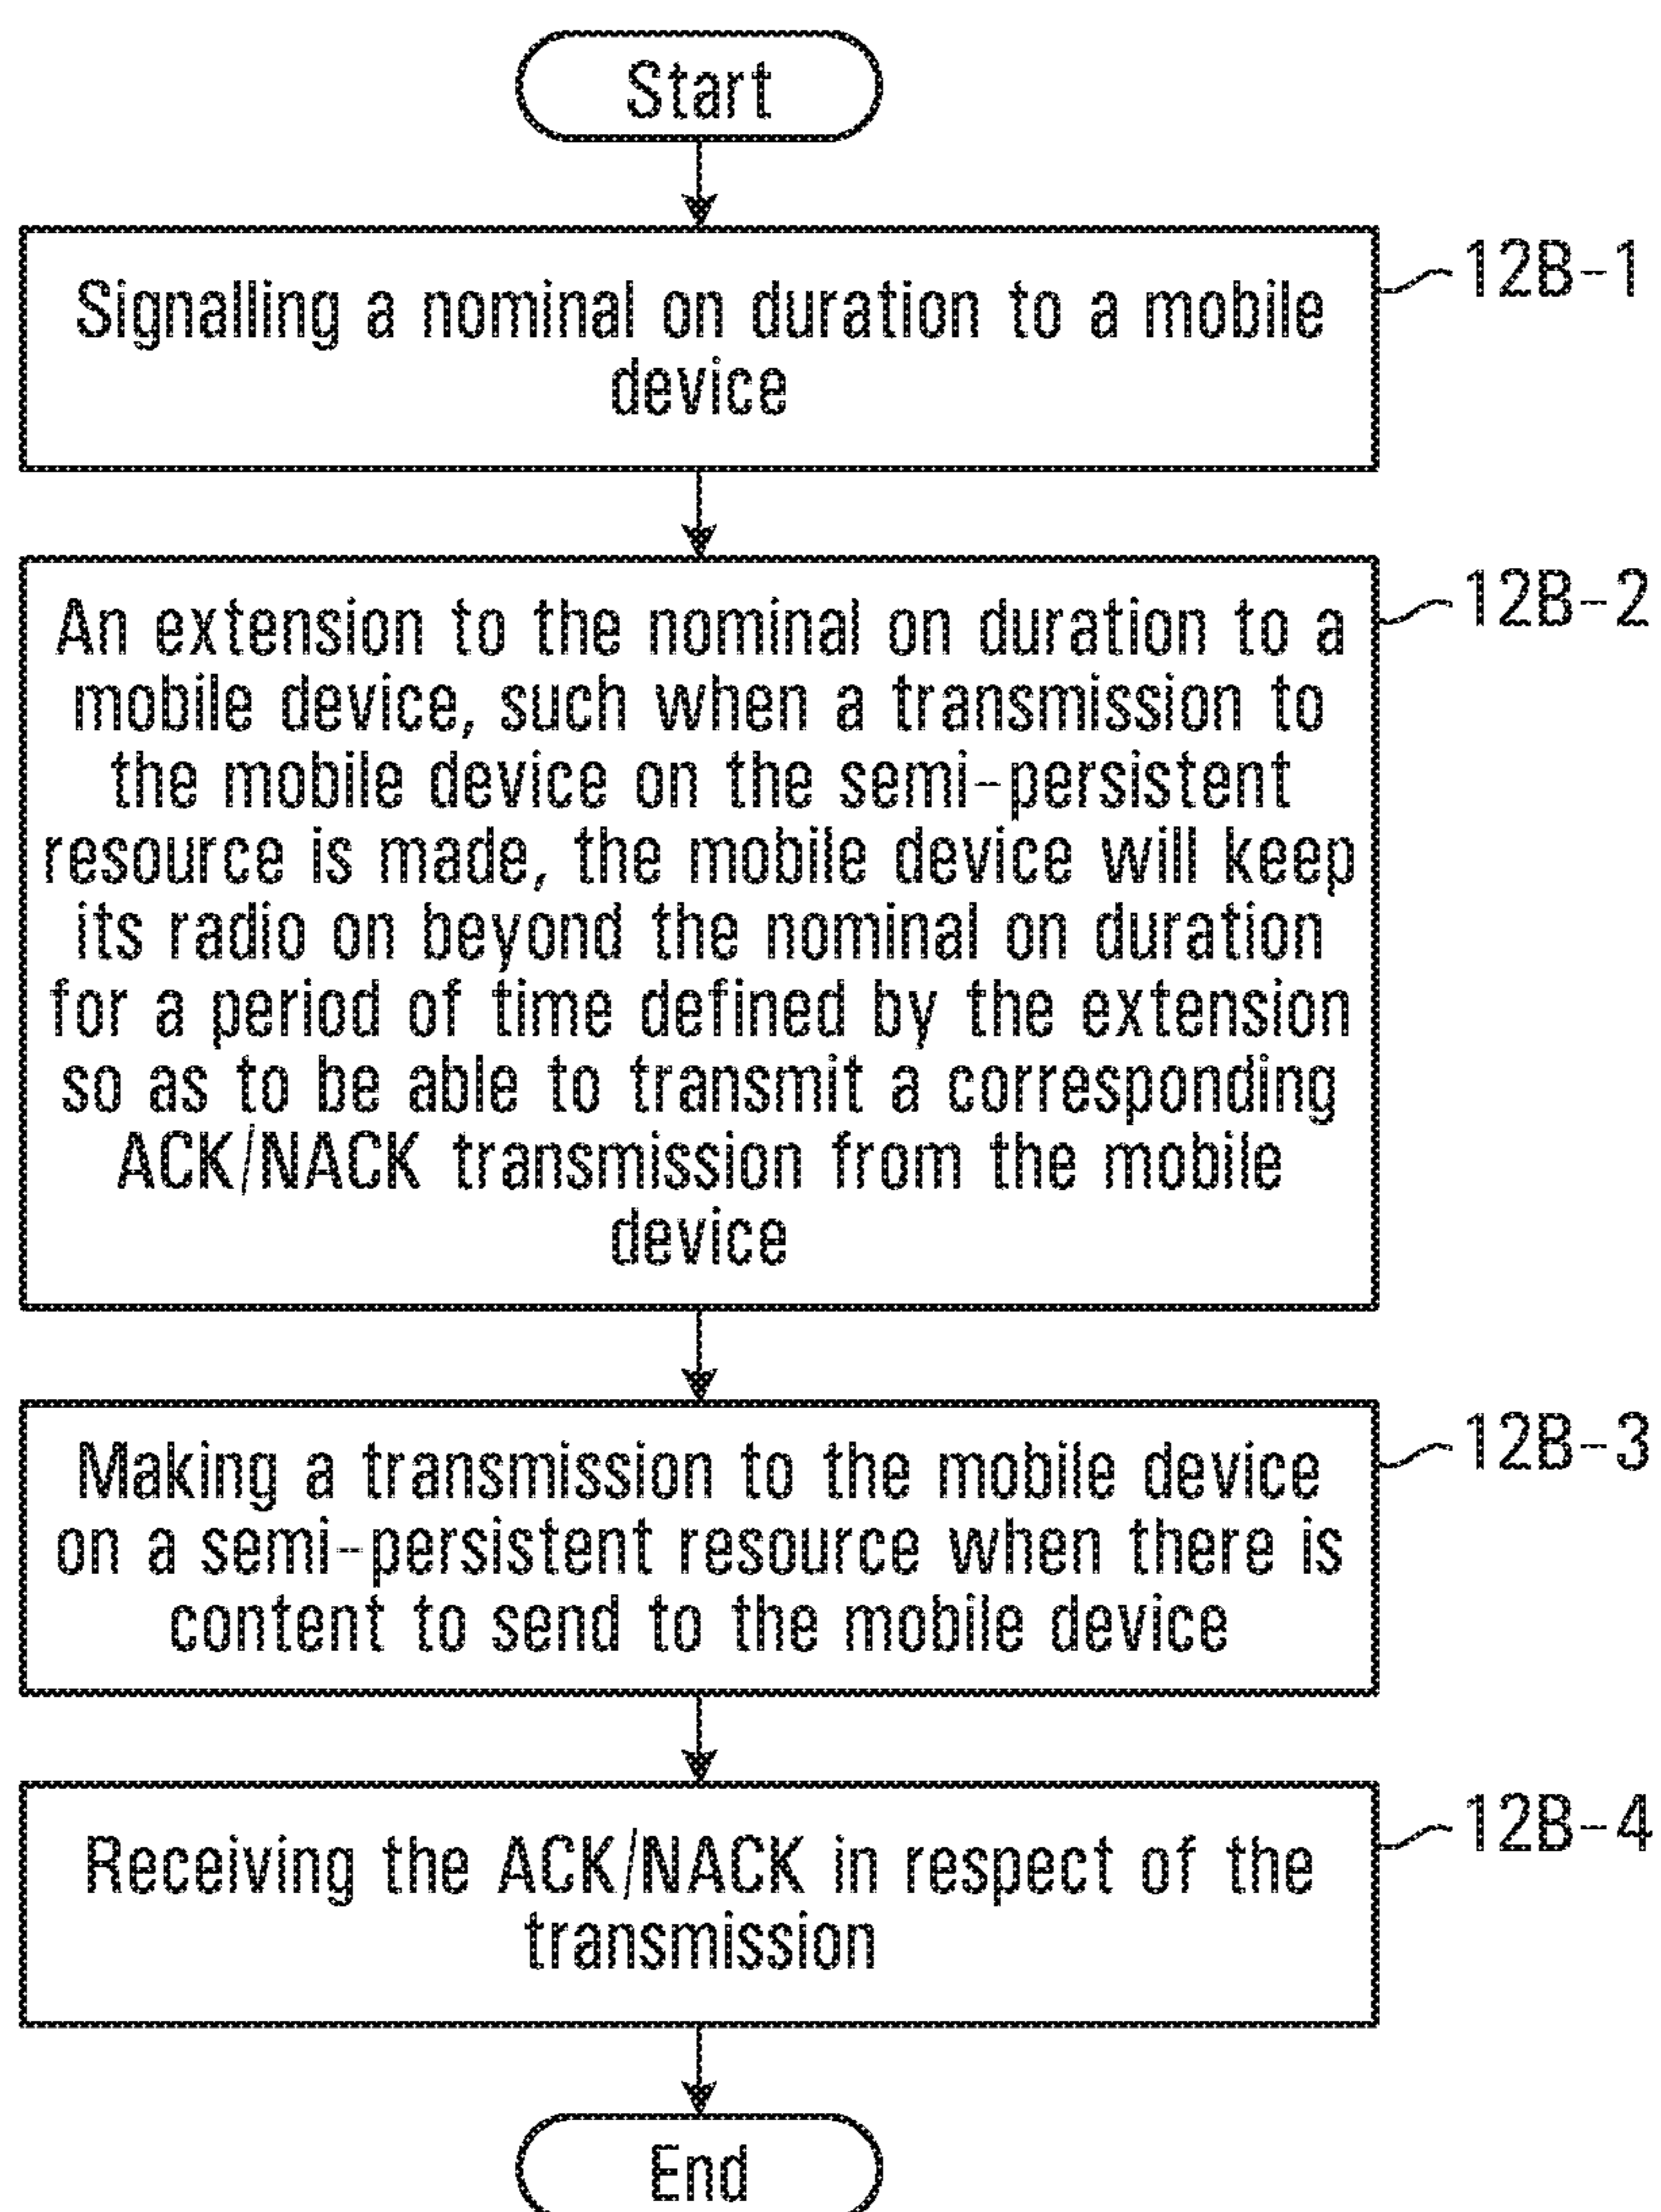 Start
12B-1
Signalling a nominal on duration to a mobile
device
12B-2
An extension to the nominal on duration to a
mobile device, such when a transmission to
the mobile device on the semi-persistent
resource is made, the mobile device will keep
its radio on beyond the nominal on duration
for a period of time defined by the extension
so as to be able to transmit a corresponding
ACK/NACK transmission from the mobile
device
12B-3
Making a transmission to the mobile device
on a semi-persistent resource when there is
content to send to the mobile device
12B-4
Receiving the ACK/NACK in respect of the
transmission
End